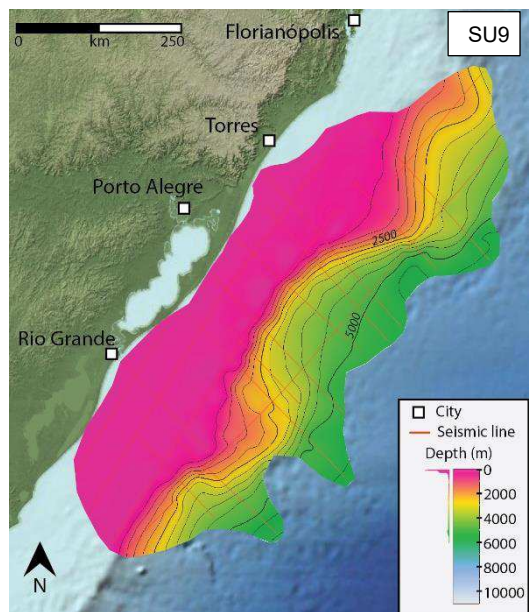 0 km 250
Florianópolis
SU9
Torres
Porto Alegre
2500
5000
Rio Grande
City
Seismic line
Depth (m)
0
2000
4000
6000
8000
10000
N